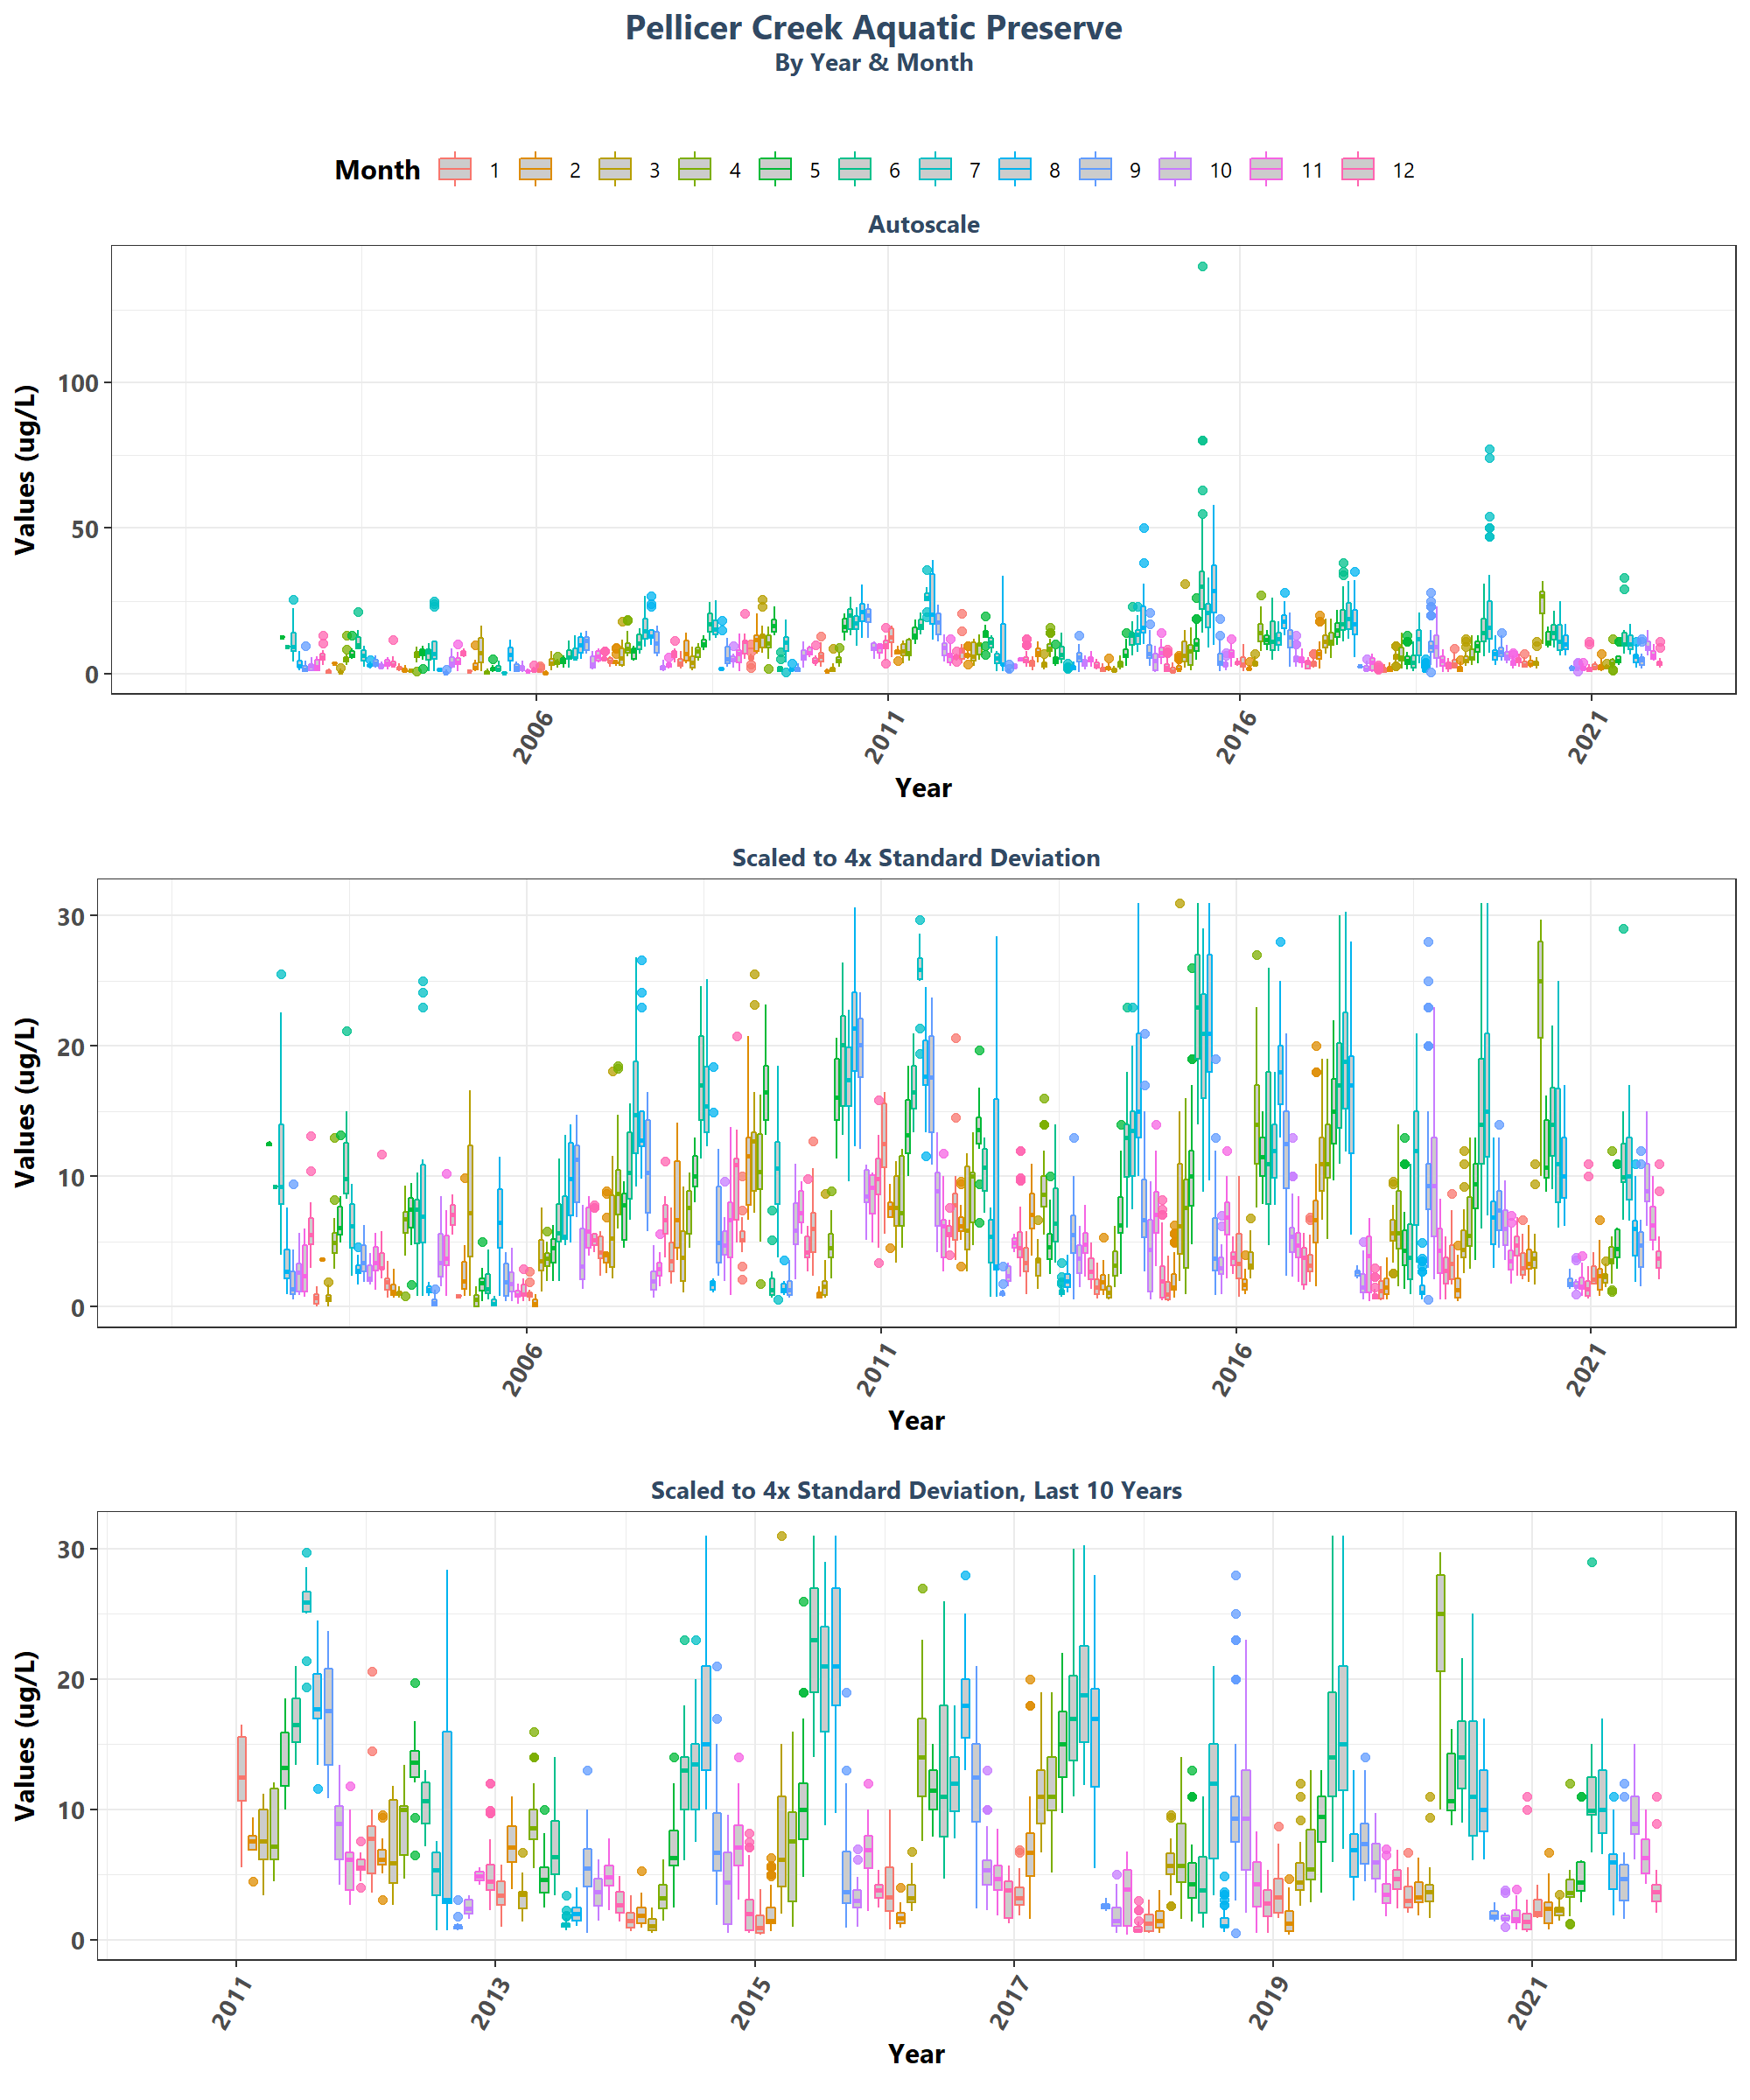 Pellicer Creek Aquatic Preserve
By Year & Month
Month 1 2 3 4 5 6 7 8 9 10 11 12
Autoscale
Values (ug/L)
100
50
0
2006 2011 2016 2021
Year
Scaled to 4x Standard Deviation
Values (ug/L)
30
20
10
0
2006 2011 2016 2021
Year
Scaled to 4x Standard Deviation, Last 10 Years
Values (ug/L)
30
20
10
0
2011 2013 2015 2017 2019 2021
Year